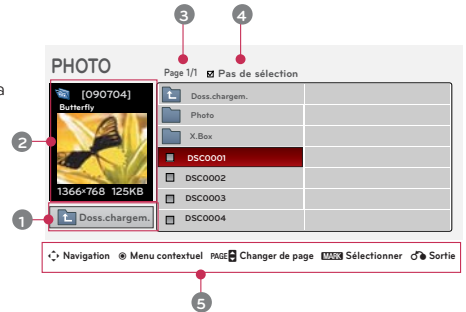 3 4
PHOTO
Page 1/1 Pas de sélection
a
[090704]
Butterfly
1366×768 125KB
Doss.chargem.
Doss.chargem.
Photo
X.Box
DSC0001
DSC0002
DSC0003
DSC0004
2
1
Navigation Menu contextuel PAGE Changer de page MARK Sélectionner Sortie
5